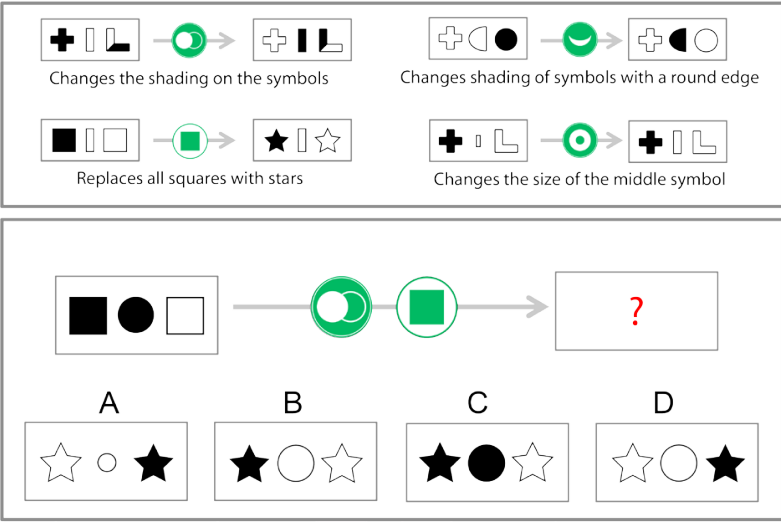 Changes the shading on the symbols
Changes shading of symbols with a round edge
Replaces all squares with stars
Changes the size of the middle symbol
?
A
B
C
D